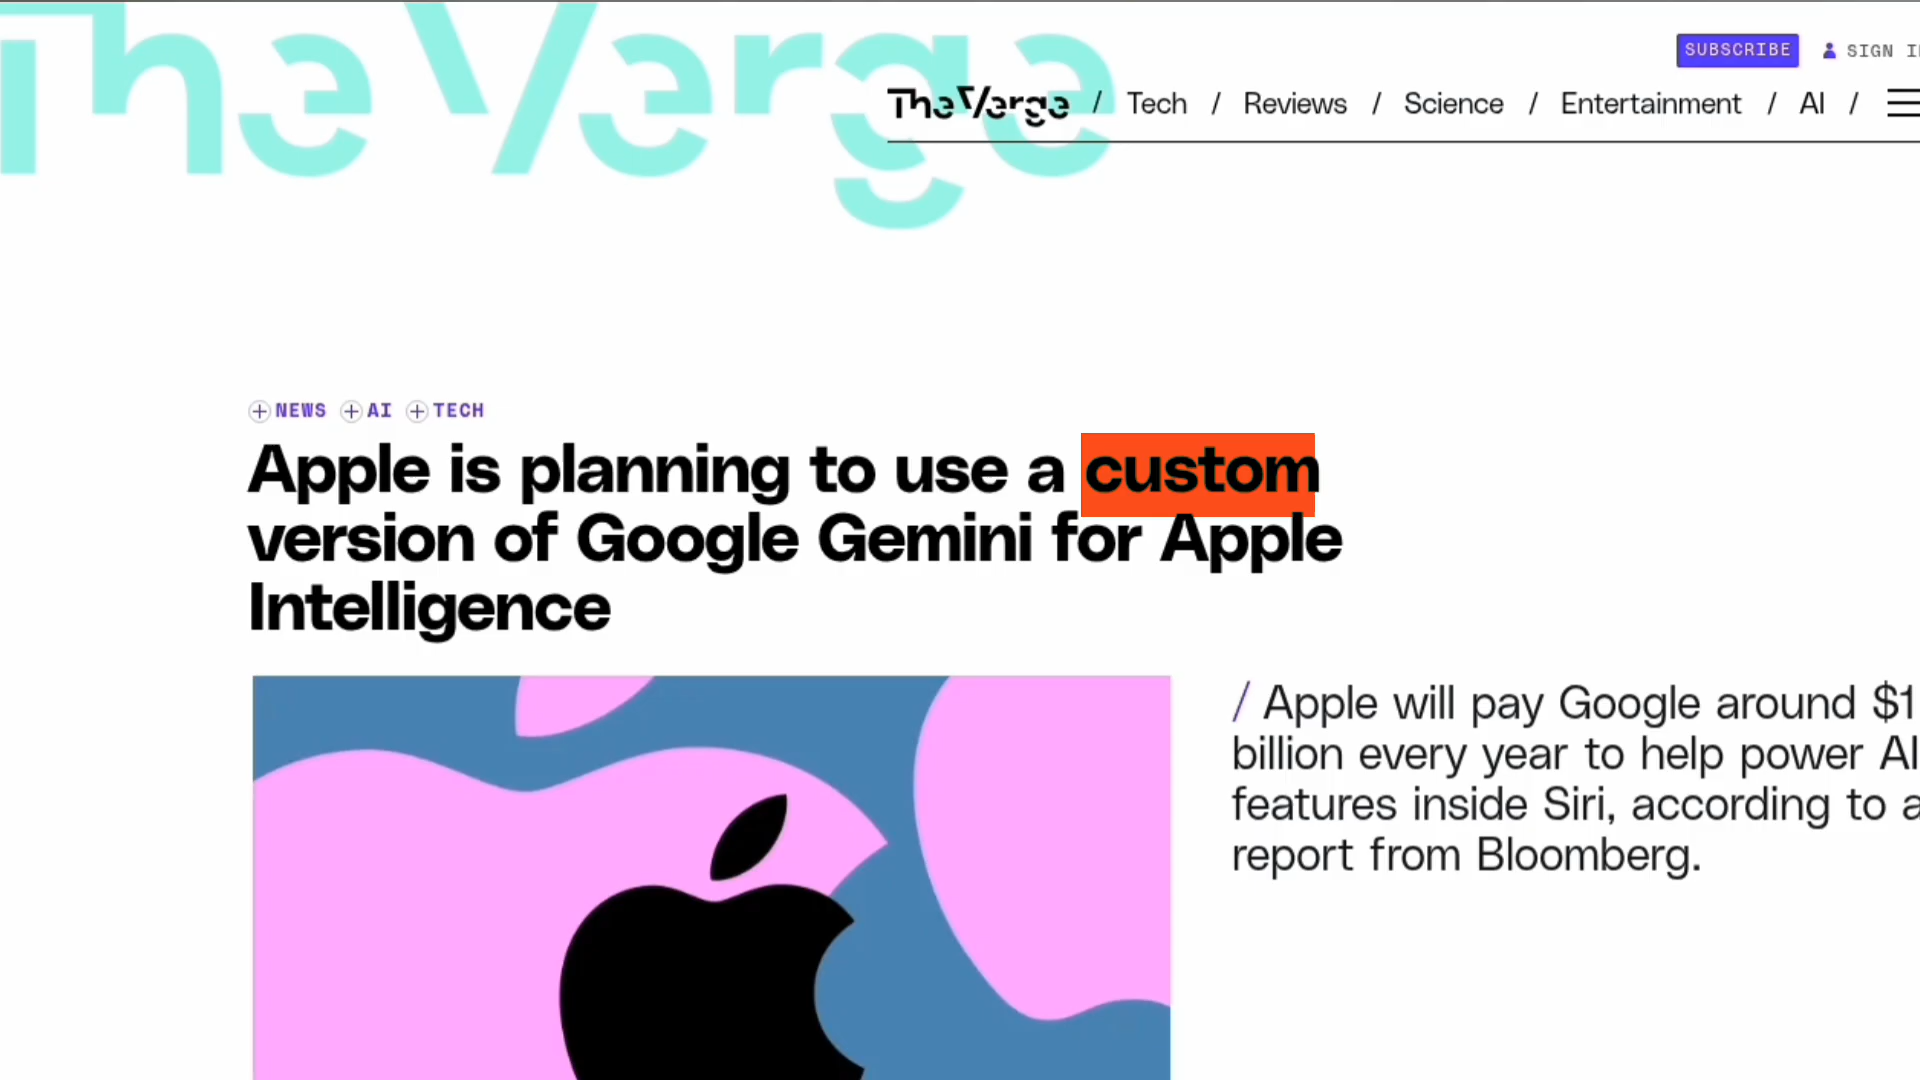 The Verge
SUBSCRIBE
SIGN
The Verge / Tech / Reviews / Science / Entertainment / AI /
NEWS AI TECH
Apple is planning to use a custom
version of Google Gemini for Apple
Intelligence
/ Apple will pay Google around $1
billion every year to help power AI
features inside Siri, according to a
report from Bloomberg.